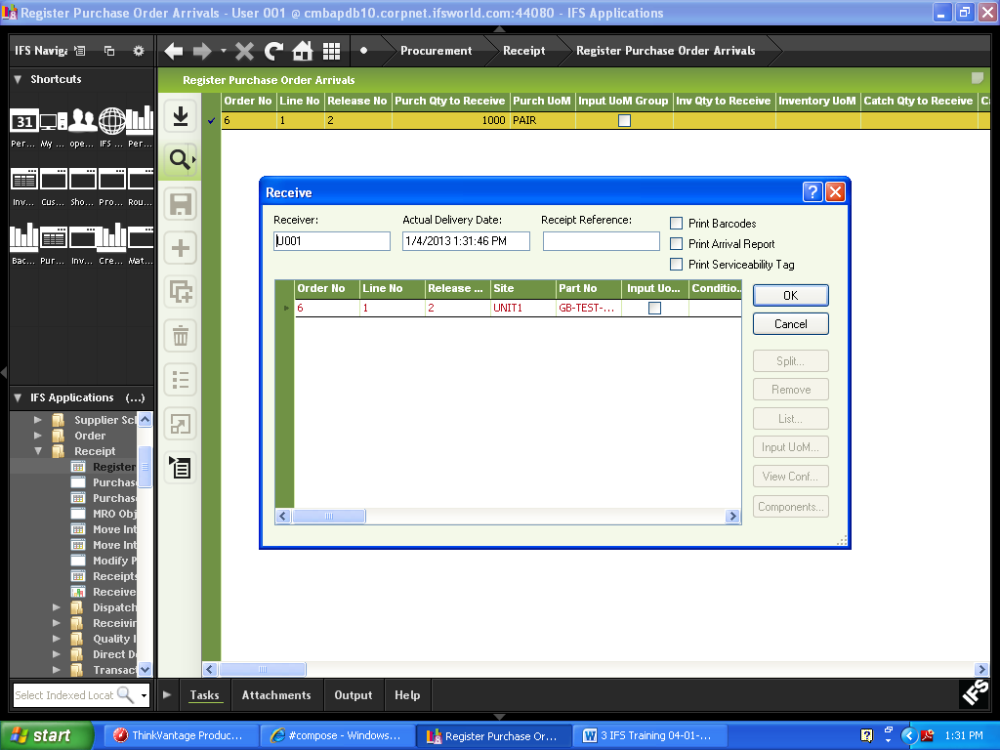 Register Purchase Order Arrivals - User 001 @ cmbapdb10.corpnet.ifsworld.com:44080 - IFS Applications
IFS Naviga
Procurement
Receipt
Register Purchase Order Arrivals
Shortcuts
31
Per...
My ...
ope...
IFS ...
Per...
Inv...
Cus...
Sho...
Pro...
Rou...
Bac...
Pur...
Inv...
Cre...
Mat...
IFS Applications (...)
Supplier Sch
Order
Receipt
Register
Purchase
Purchase
MRO Obj
Move Int
Move Int
Modify P
Receipts
Receive
Dispatch
Receivin
Quality I
Direct De
Transact
Select Indexed Locat
Register Purchase Order Arrivals
Order No Line No Release No Purch Qty to Receive Purch UoM Input UoM Group Inv Qty to Receive Inventory UoM Catch Qty to Receive C
6 1 2 1000 PAIR
Receive
Receiver: Actual Delivery Date: Receipt Reference:
U001 1/4/2013 1:31:46 PM
Print Barcodes
Print Arrival Report
Print Serviceability Tag
Order No Line No Release ... Site Part No Input Uo... Conditio..
6 1 2 UNIT1 GB-TEST-...
OK
Cancel
Split...
Remove
List...
Input UoM...
View Conf...
Components...
Tasks Attachments Output Help
IFS
start
ThinkVantage Produc...
#compose - Windows...
Register Purchase Or...
3 IFS Training 04-01-...
1:31 PM